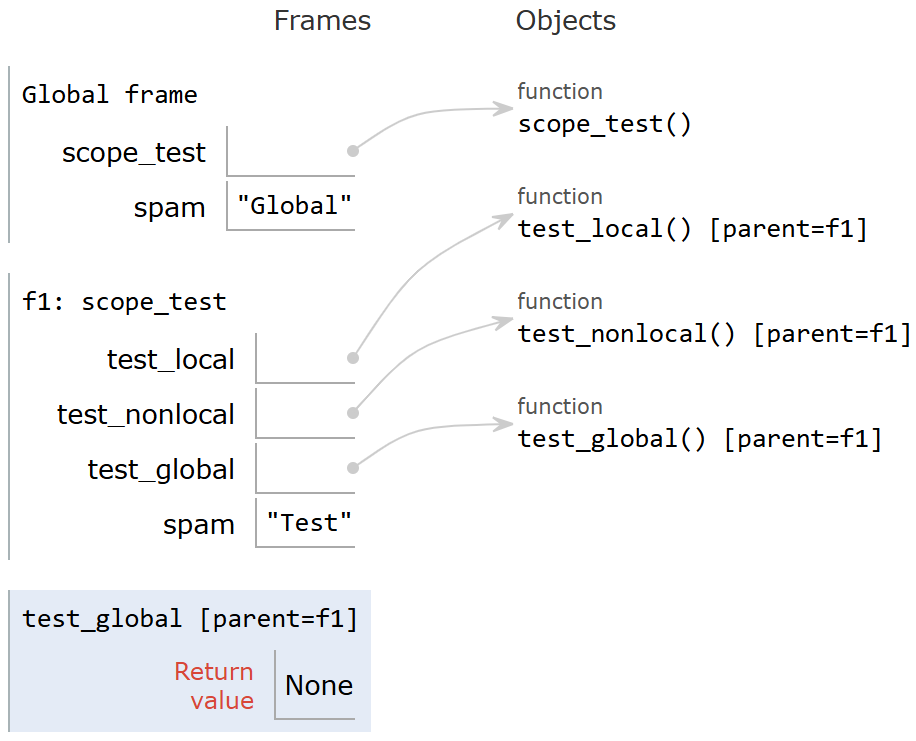 Frames Objects
Global frame
scope_test
spam "Global"
function
scope_test()
function
test_local() [parent=f1]
function
test_nonlocal() [parent=f1]
function
test_global() [parent=f1]
f1: scope_test
test_local
test_nonlocal
test_global
spam "Test"
test_global [parent=f1]
Return
value None